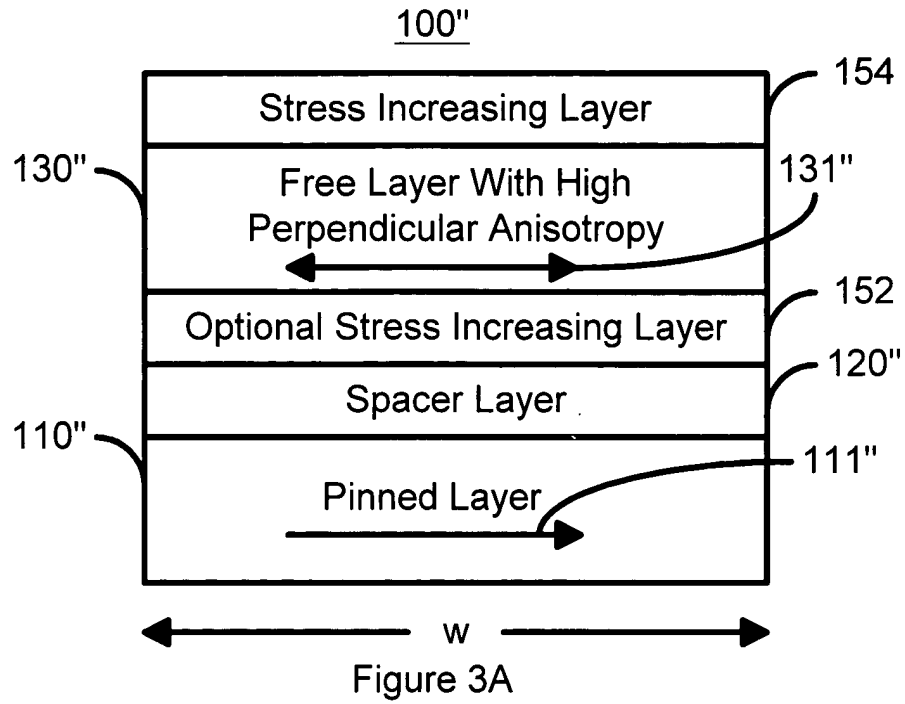 100"
154
Stress Increasing Layer
130"
131"
Free Layer With High
Perpendicular Anisotropy
152
Optional Stress Increasing Layer
120"
Spacer Layer
110"
111"
Pinned Layer
w
Figure 3A